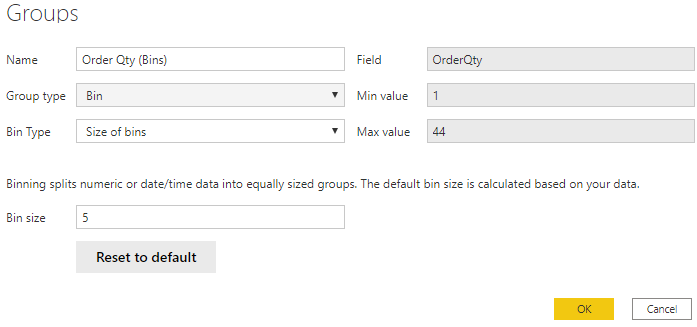 Groups
Name Order Qty (Bins) Field OrderQty
Group type Bin Min value 1
Bin Type Size of bins Max value 44
Binning splits numeric or date/time data into equally sized groups. The default bin size is calculated based on your data.
Bin size 5
Reset to default
OK Cancel